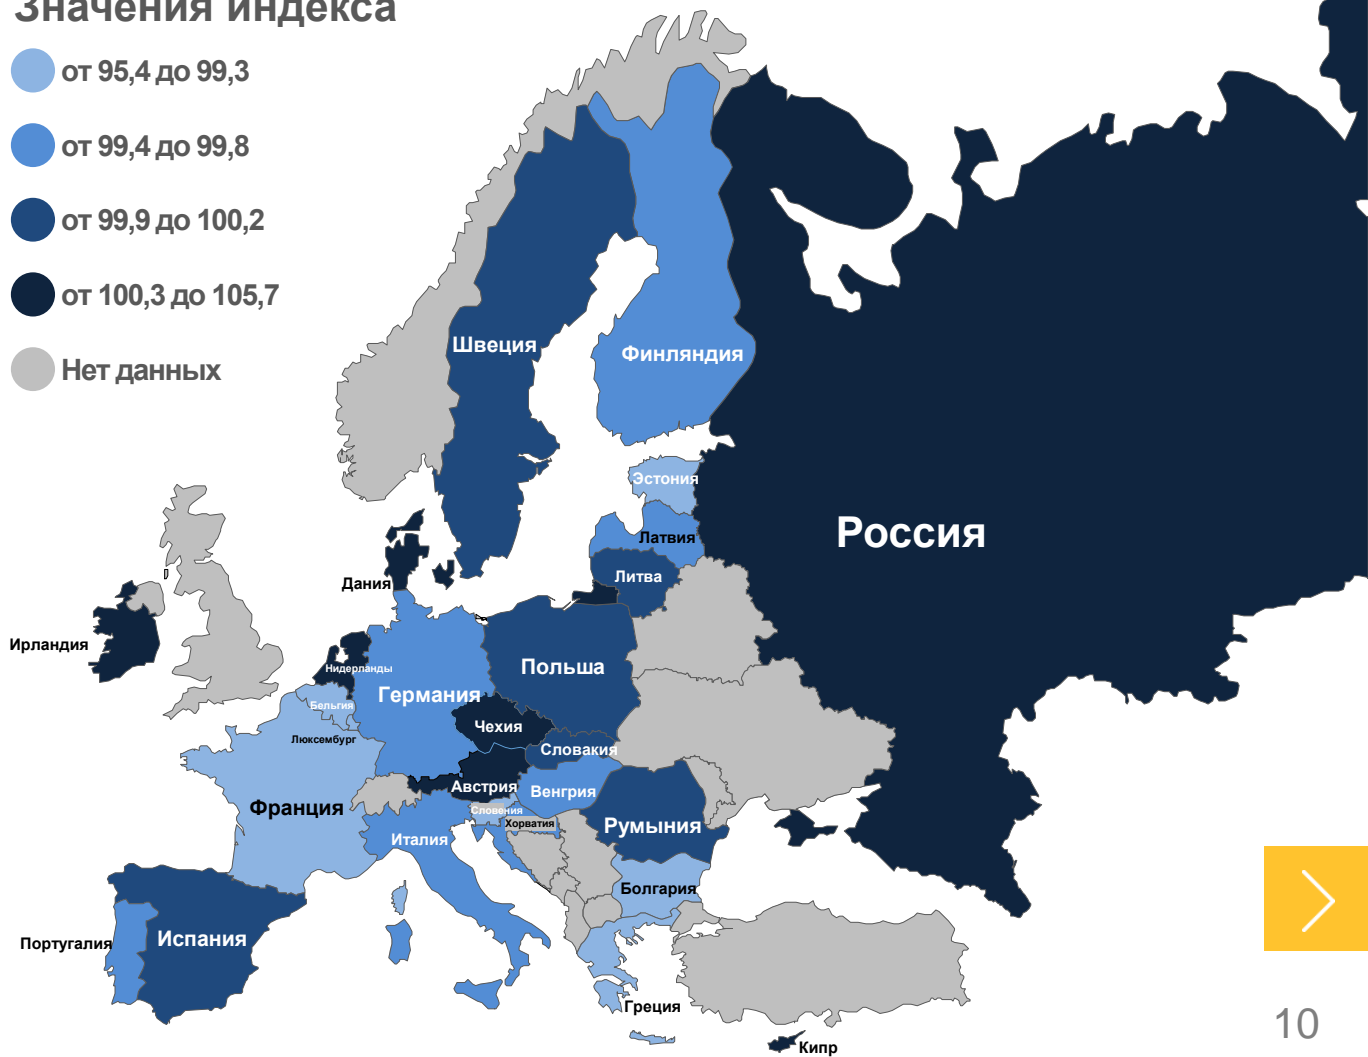 Значения индекса
от 95,4 до 99,3
от 99,4 до 99,8
от 99,9 до 100,2
от 100,3 до 105,7
Нет данных
Швеция
Финляндия
Эстония
Россия
Латвия
Литва
Дания
Ирландия
Нидерланды
Польша
Германия
Бельгия
Чехия
Люксембург
Словакия
Австрия
Венгрия
Франция
Словения
Хорватия
Румыния
Италия
Болгария
Испания
Португалия
Греция
Кипр
10